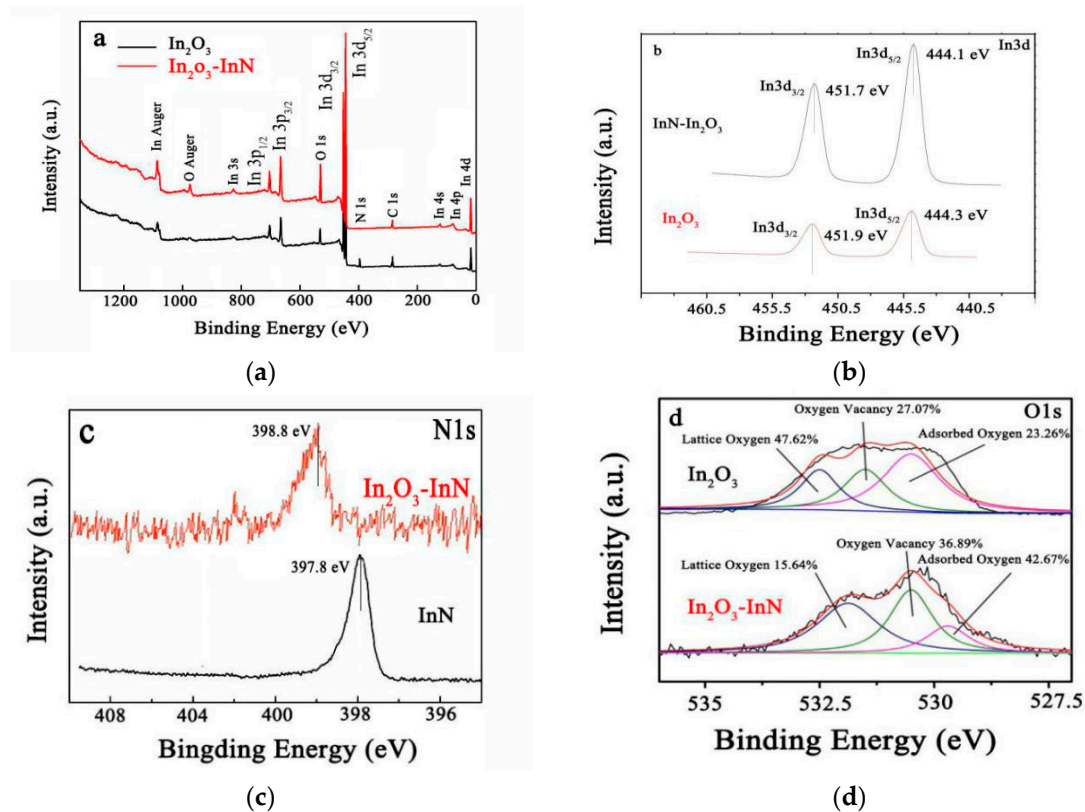 a
In₂O₃
In₂o₃-InN
In Auger
O Auger
In 3s
In 3p₁/₂
In 3p₃/₂
O 1s
In 3d₃/₂
In 3d₅/₂
N 1s
C 1s
In 4s
In 4p
In 4d
Intensity (a.u.)
1200 1000 800 600 400 200 0
Binding Energy (eV)
(a)
b
In3d
In3d₅/₂ 444.1 eV
In3d₃/₂ 451.7 eV
InN-In₂O₃
In₂O₃
In3d₅/₂ 444.3 eV
In3d₃/₂ 451.9 eV
Intensity (a.u.)
460.5 455.5 450.5 445.5 440.5
Binding Energy (eV)
(b)
c
N1s
398.8 eV
In₂O₃-InN
397.8 eV
InN
Intensity (a.u.)
408 406 404 402 400 398 396
Bingding Energy (eV)
(c)
d
O1s
Oxygen Vacancy 27.07%
Lattice Oxygen 47.62%
Adsorbed Oxygen 23.26%
In₂O₃
Oxygen Vacancy 36.89%
Lattice Oxygen 15.64%
Adsorbed Oxygen 42.67%
In₂O₃-InN
Intensity (a.u.)
535 532.5 530 527.5
Binding Energy (eV)
(d)